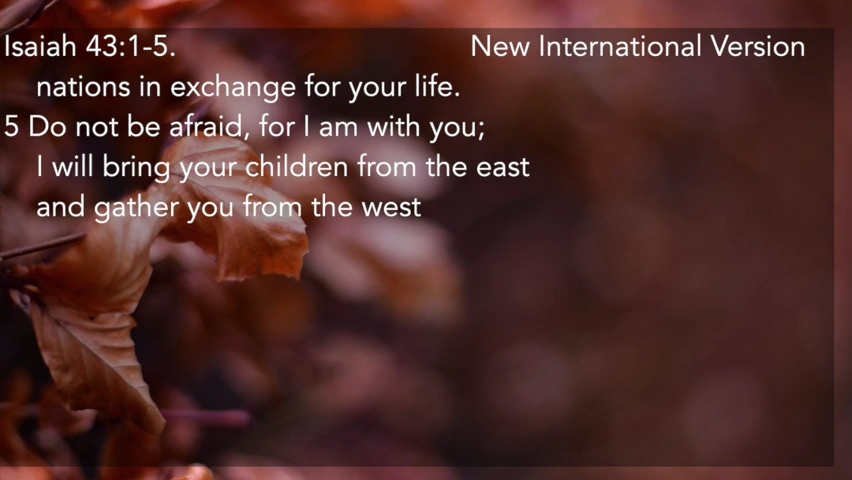 Isaiah 43:1-5. New International Version
nations in exchange for your life.
5 Do not be afraid, for I am with you;
I will bring your children from the east
and gather you from the west